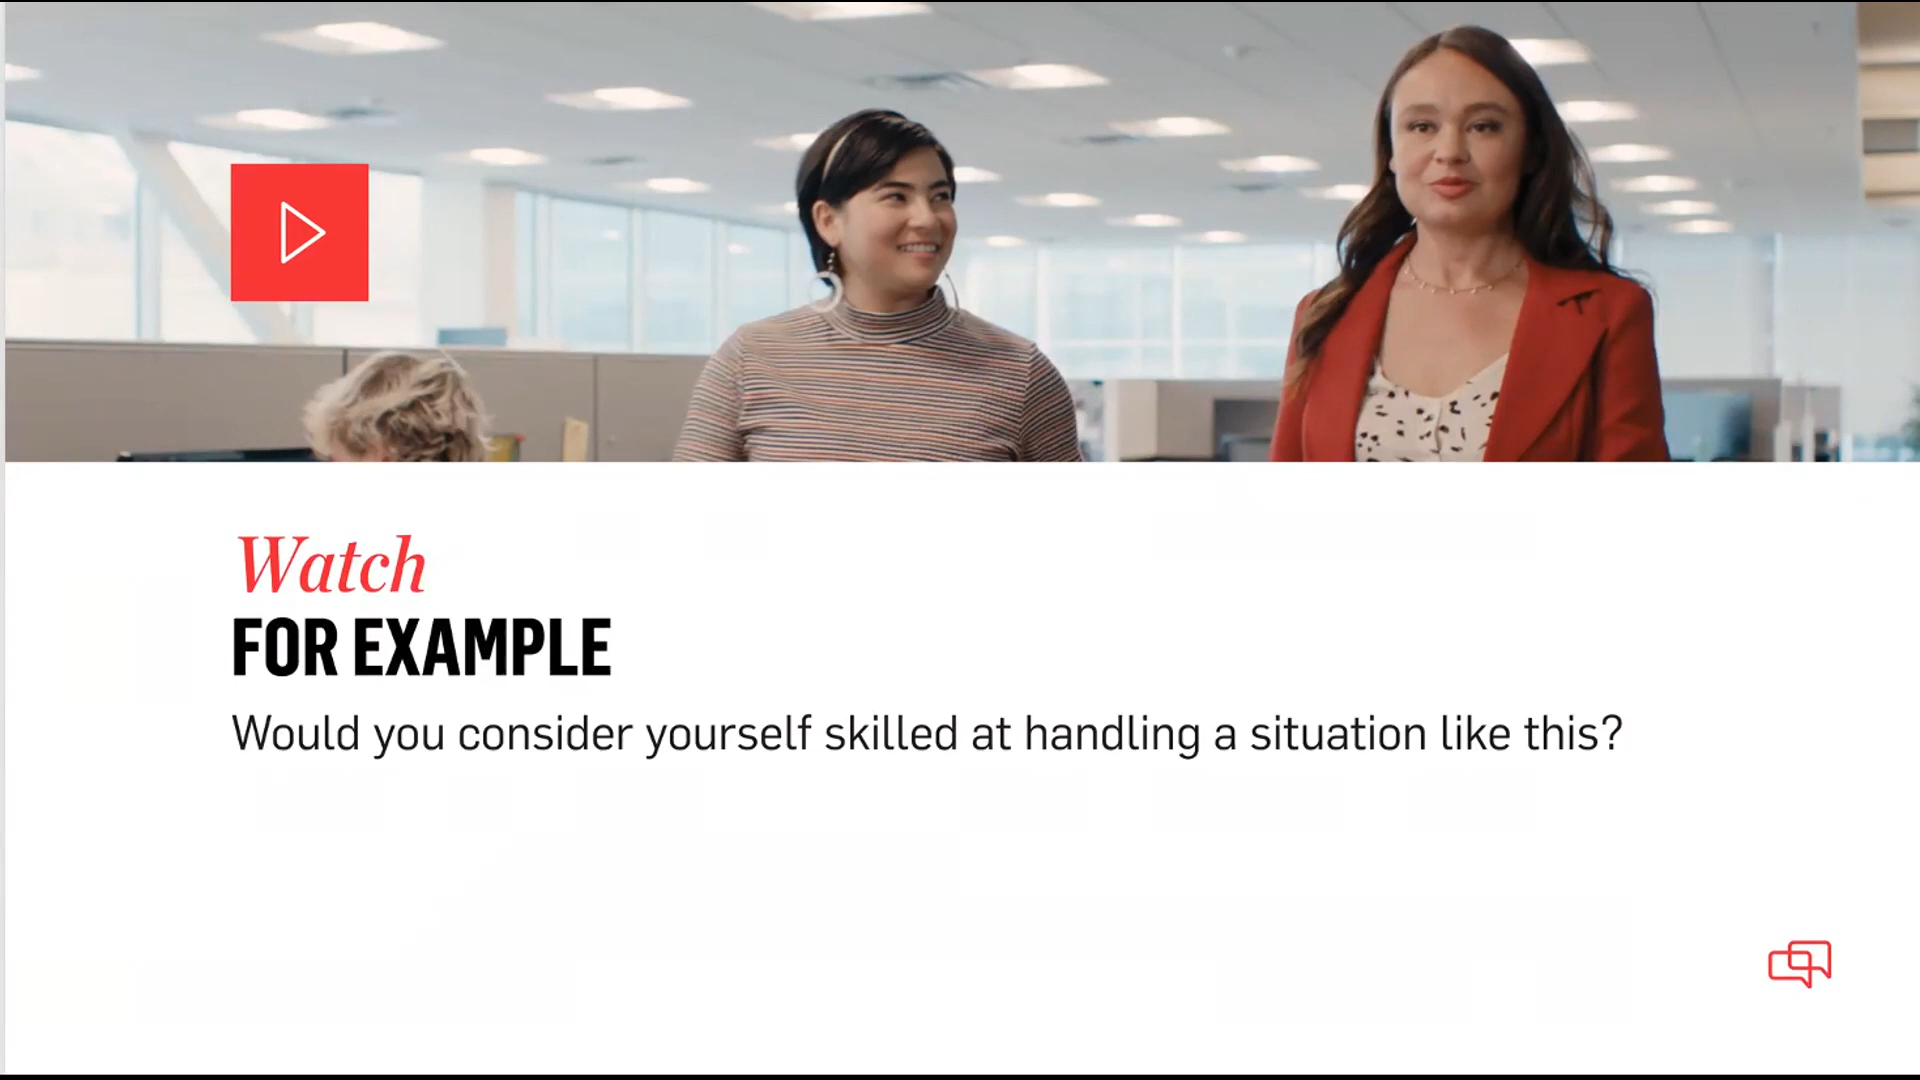 Watch
FOR EXAMPLE
Would you consider yourself skilled at handling a situation like this?